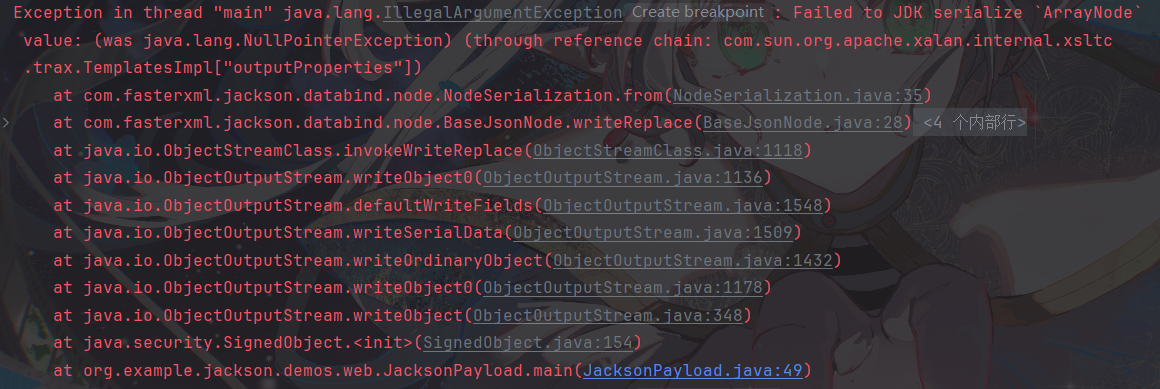 Exception in thread "main" java.lang.IllegalArgumentException Create breakpoint : Failed to JDK serialize `ArrayNode`
value: (was java.lang.NullPointerException) (through reference chain: com.sun.org.apache.xalan.internal.xsltc
.trax.TemplatesImpl["outputProperties"])
at com.fasterxml.jackson.databind.node.NodeSerialization.from(NodeSerialization.java:35)
at com.fasterxml.jackson.databind.node.BaseJsonNode.writeReplace(BaseJsonNode.java:28) <4 个内部行>
at java.io.ObjectStreamClass.invokeWriteReplace(ObjectStreamClass.java:1118)
at java.io.ObjectOutputStream.writeObject0(ObjectOutputStream.java:1136)
at java.io.ObjectOutputStream.defaultWriteFields(ObjectOutputStream.java:1548)
at java.io.ObjectOutputStream.writeSerialData(ObjectOutputStream.java:1509)
at java.io.ObjectOutputStream.writeOrdinaryObject(ObjectOutputStream.java:1432)
at java.io.ObjectOutputStream.writeObject0(ObjectOutputStream.java:1178)
at java.io.ObjectOutputStream.writeObject(ObjectOutputStream.java:348)
at java.security.SignedObject.<init>(SignedObject.java:154)
at org.example.jackson.demos.web.JacksonPayload.main(JacksonPayload.java:49)